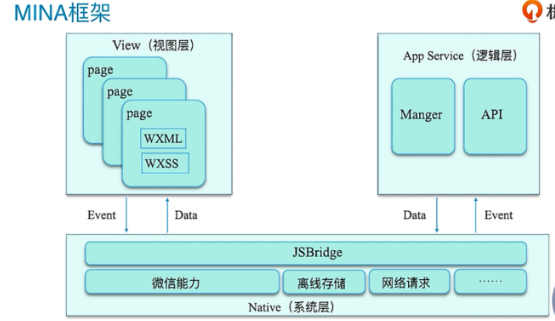 MINA框架
View（视图层）
page
page
page
WXML
WXSS
App Service（逻辑层）
Manger
API
Event
Data
Data
Event
JSBridge
微信能力
离线存储
网络请求
……
Native（系统层）